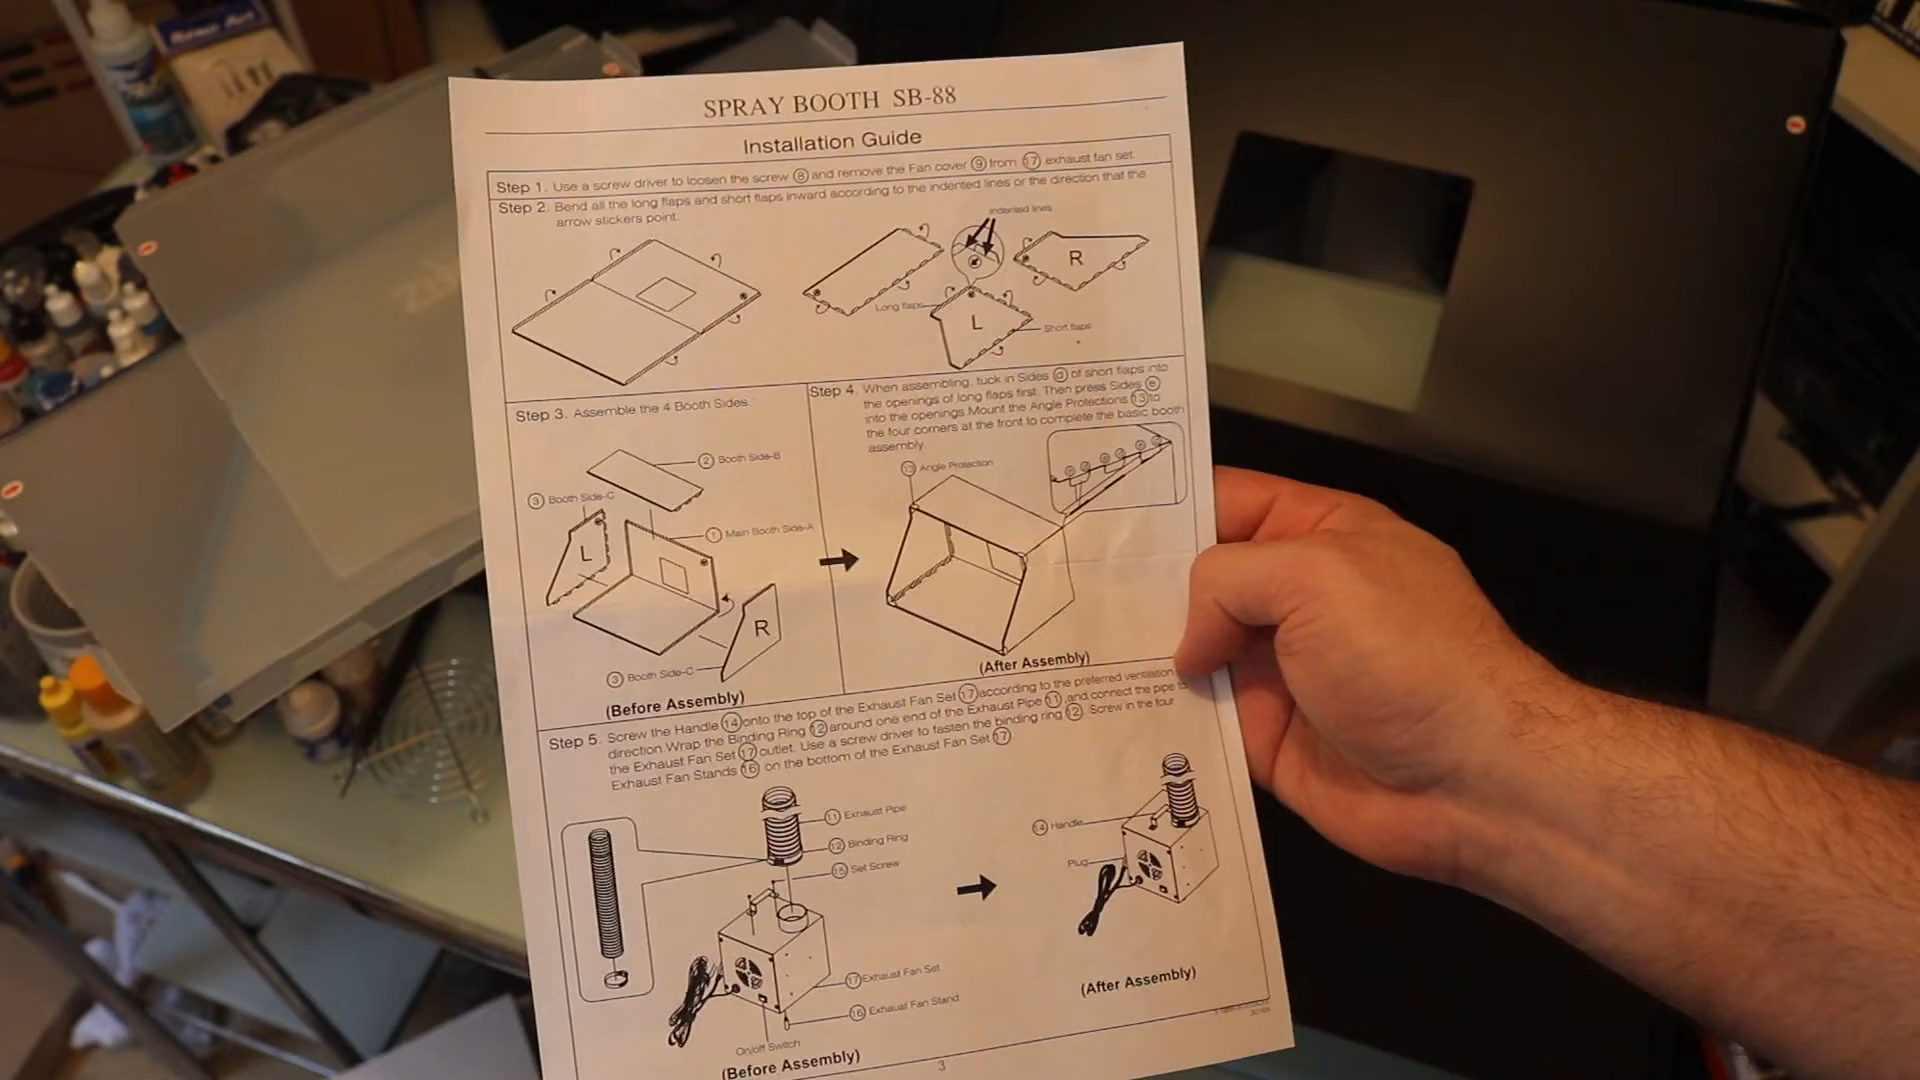 SPRAY BOOTH SB-88
Installation Guide
Step 1. Use a screw driver to loosen the screw ⑧ and remove the Fan cover ⑨ from ⑰ exhaust fan set.
Step 2. Bend all the long flaps and short flaps inward according to the indented lines or the direction that the
arrow stickers point.
Indented lines
R
Long flaps
L
Short flaps
Step 3. Assemble the 4 Booth Sides.
② Booth Side-B
③ Booth Side-C
L
① Main Booth Side-A
R
③ Booth Side-C
(Before Assembly)
Step 4. When assembling, tuck in Sides ⓓ of short flaps into
the openings of long flaps first. Then press Sides ⓔ
into the openings. Mount the Angle Protections ⑬ to
the four corners at the front to complete the basic booth
assembly.
⑬ Angle Protection
(After Assembly)
Step 5. Screw the Handle ⑭ onto the top of the Exhaust Fan Set ⑰ according to the preferred ventilation
direction. Wrap the Binding Ring ⑫ around one end of the Exhaust Pipe ⑪, and connect the pipe to
the Exhaust Fan Set ⑰ outlet. Use a screw driver to fasten the binding ring ⑫. Screw in the four
Exhaust Fan Stands ⑯ on the bottom of the Exhaust Fan Set ⑰.
⑪ Exhaust Pipe
⑫ Binding Ring
⑮ Set Screw
⑰ Exhaust Fan Set
⑯ Exhaust Fan Stand
On/off Switch
(Before Assembly)
⑭ Handle
Plug
(After Assembly)
3